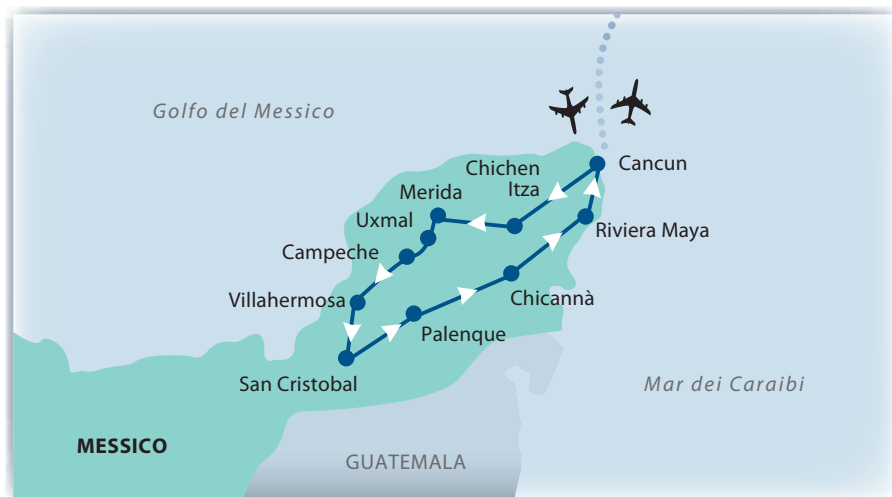 Golfo del Messico
Chichen
Itza
Cancun
Merida
Uxmal
Riviera Maya
Campeche
Chicannà
Villahermosa
Palenque
San Cristobal
Mar dei Caraibi
MESSICO
GUATEMALA